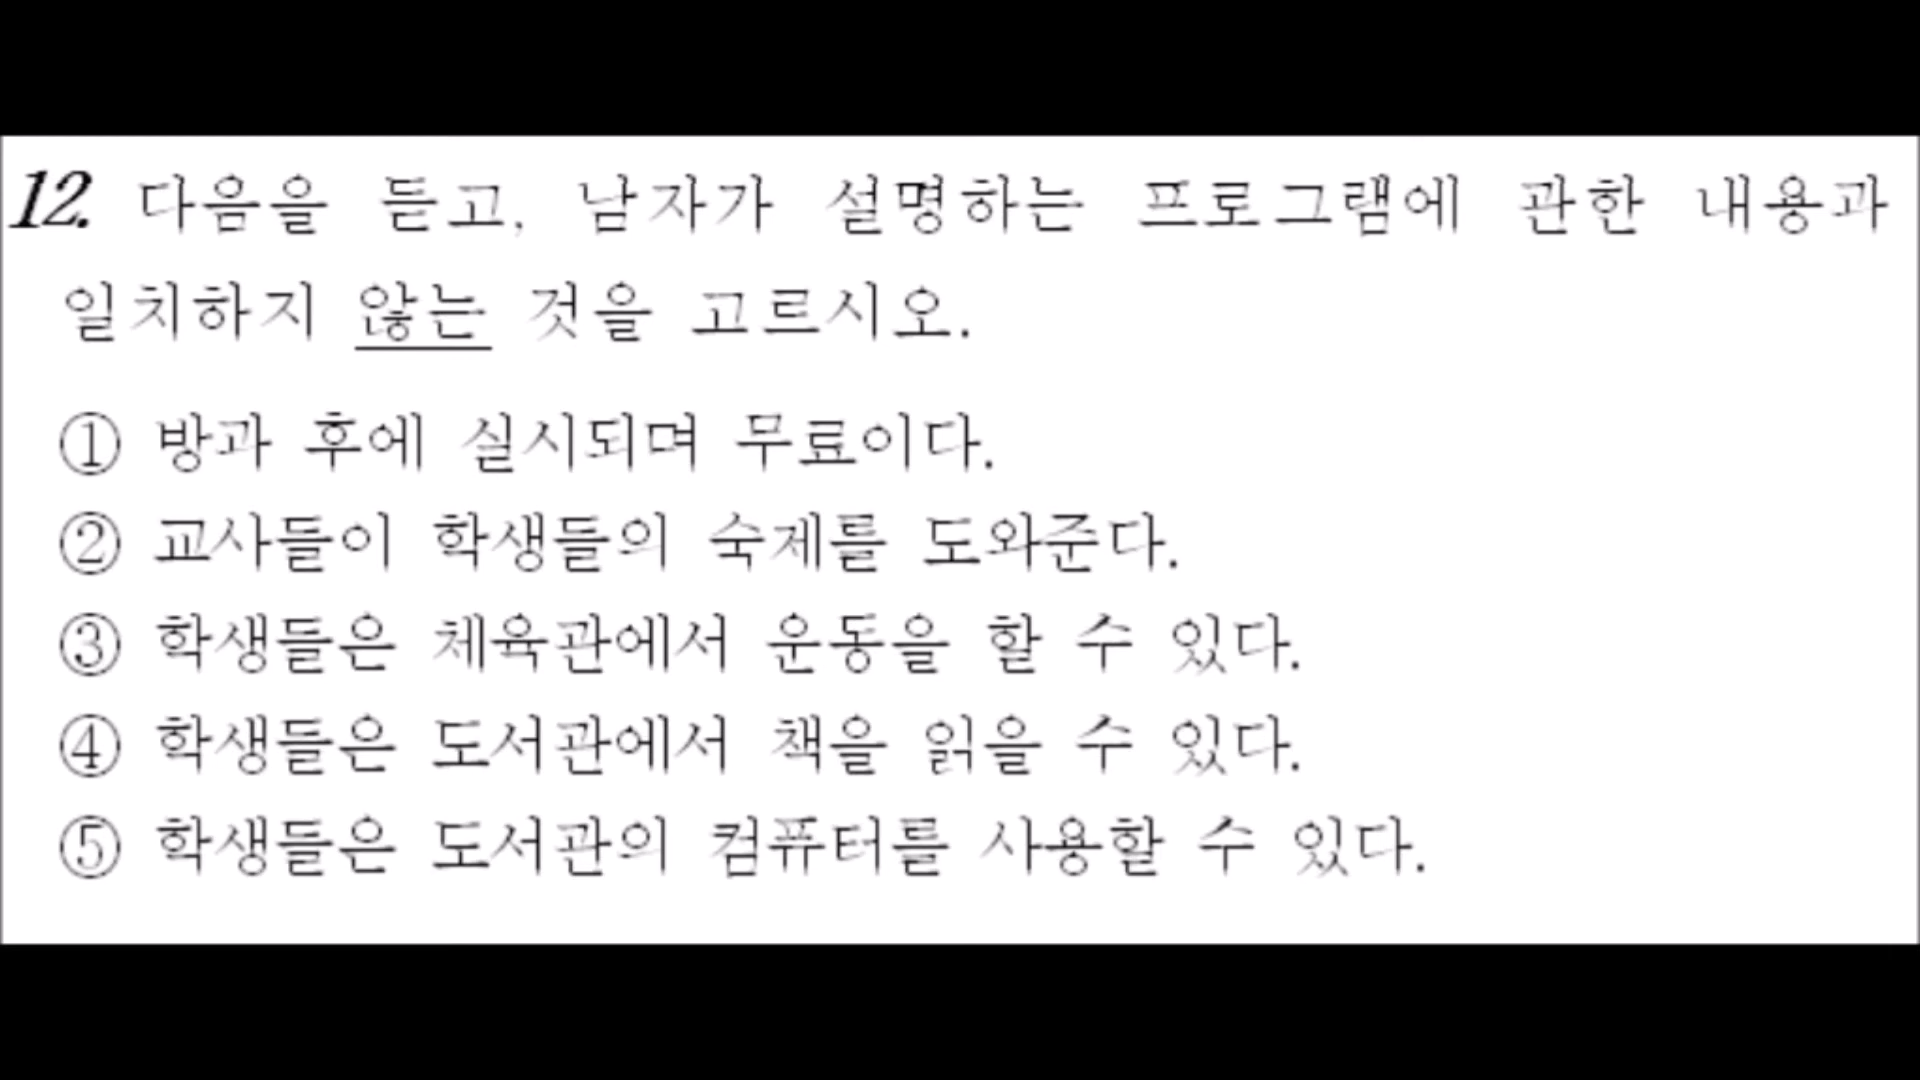 12. 다음을 듣고, 남자가 설명하는 프로그램에 관한 내용과
일치하지 않는 것을 고르시오.
① 방과 후에 실시되며 무료이다.
② 교사들이 학생들의 숙제를 도와준다.
③ 학생들은 체육관에서 운동을 할 수 있다.
④ 학생들은 도서관에서 책을 읽을 수 있다.
⑤ 학생들은 도서관의 컴퓨터를 사용할 수 있다.